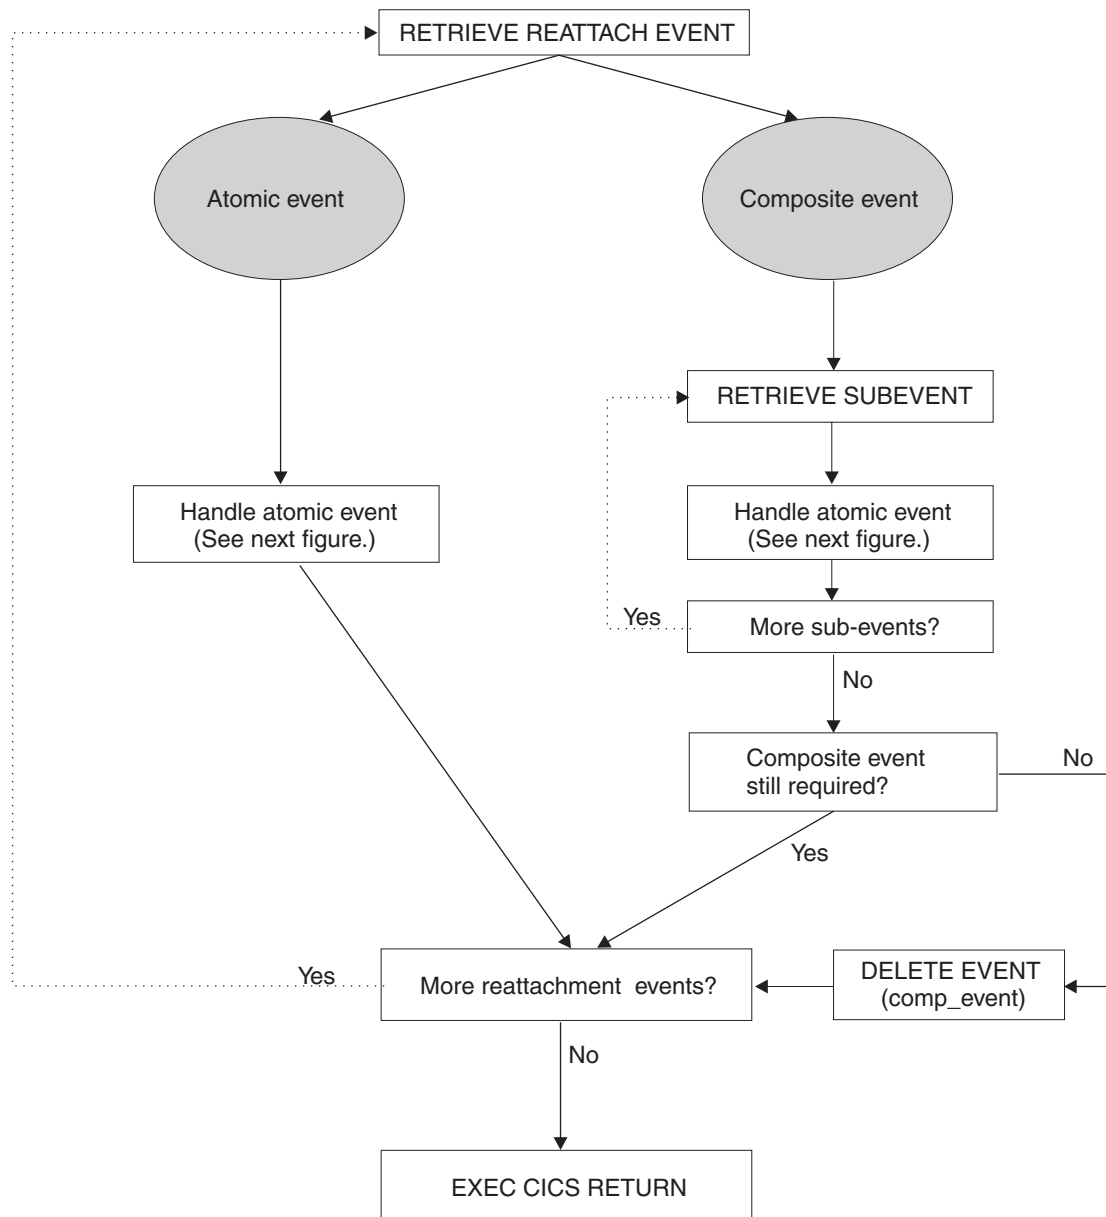 RETRIEVE REATTACH EVENT
Atomic event
Composite event
RETRIEVE SUBEVENT
Handle atomic event
(See next figure.)
Handle atomic event
(See next figure.)
Yes
More sub-events?
No
Composite event
still required?
No
Yes
Yes
More reattachment events?
DELETE EVENT
(comp_event)
No
EXEC CICS RETURN